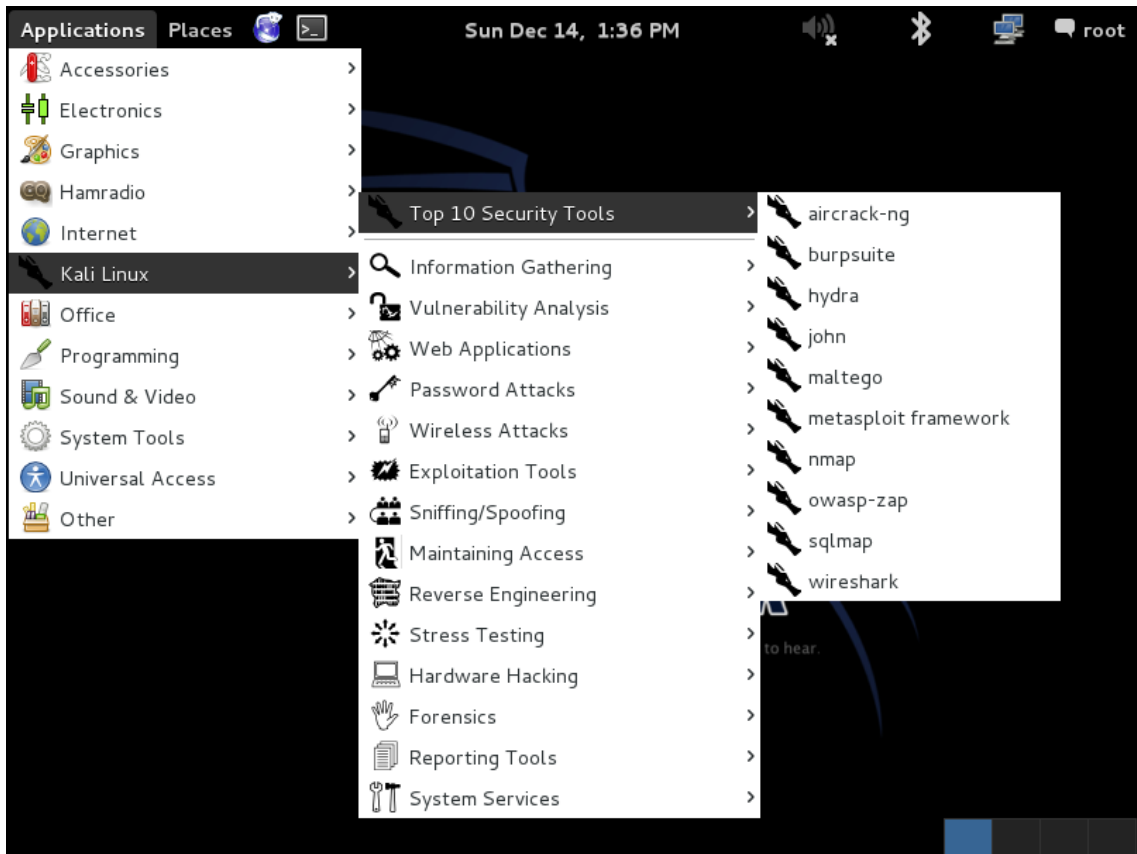 Applications Places Sun Dec 14, 1:36 PM root
Accessories
Electronics
Graphics
Hamradio
Internet
Kali Linux
Office
Programming
Sound & Video
System Tools
Universal Access
Other
Top 10 Security Tools
Information Gathering
Vulnerability Analysis
Web Applications
Password Attacks
Wireless Attacks
Exploitation Tools
Sniffing/Spoofing
Maintaining Access
Reverse Engineering
Stress Testing
Hardware Hacking
Forensics
Reporting Tools
System Services
aircrack-ng
burpsuite
hydra
john
maltego
metasploit framework
nmap
owasp-zap
sqlmap
wireshark
to hear.